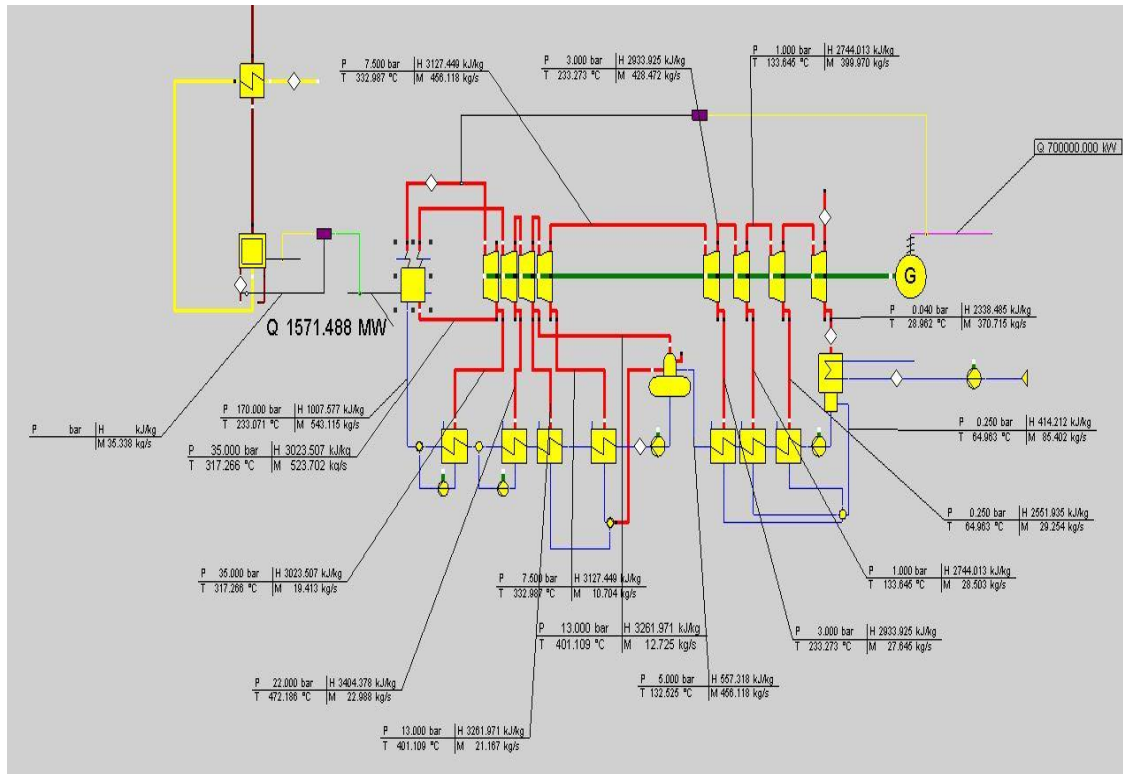 P 7.500 bar H 3127.449 kJ/kg
T 332.987 °C M 456.118 kg/s
P 3.000 bar H 2933.925 kJ/kg
T 233.273 °C M 428.472 kg/s
P 1.000 bar H 2744.013 kJ/kg
T 133.645 °C M 399.970 kg/s
Q 700000.000 kW
G
Q 1571.488 MW
P 0.040 bar H 2338.485 kJ/kg
T 28.962 °C M 370.715 kg/s
P 170.000 bar H 1007.577 kJ/kg
T 233.071 °C M 543.115 kg/s
P bar H kJ/kg
M 35.338 kg/s
P 0.250 bar H 414.212 kJ/kg
T 64.963 °C M 85.402 kg/s
P 35.000 bar H 3023.507 kJ/kg
T 317.266 °C M 523.702 kg/s
P 0.250 bar H 2551.935 kJ/kg
T 64.963 °C M 29.254 kg/s
P 35.000 bar H 3023.507 kJ/kg
T 317.266 °C M 19.413 kg/s
P 7.500 bar H 3127.449 kJ/kg
T 332.987 °C M 10.704 kg/s
P 1.000 bar H 2744.013 kJ/kg
T 133.645 °C M 28.503 kg/s
P 13.000 bar H 3261.971 kJ/kg
T 401.109 °C M 12.725 kg/s
P 3.000 bar H 2933.925 kJ/kg
T 233.273 °C M 27.645 kg/s
P 22.000 bar H 3404.378 kJ/kg
T 472.186 °C M 22.988 kg/s
P 5.000 bar H 557.318 kJ/kg
T 132.525 °C M 456.118 kg/s
P 13.000 bar H 3261.971 kJ/kg
T 401.109 °C M 21.167 kg/s